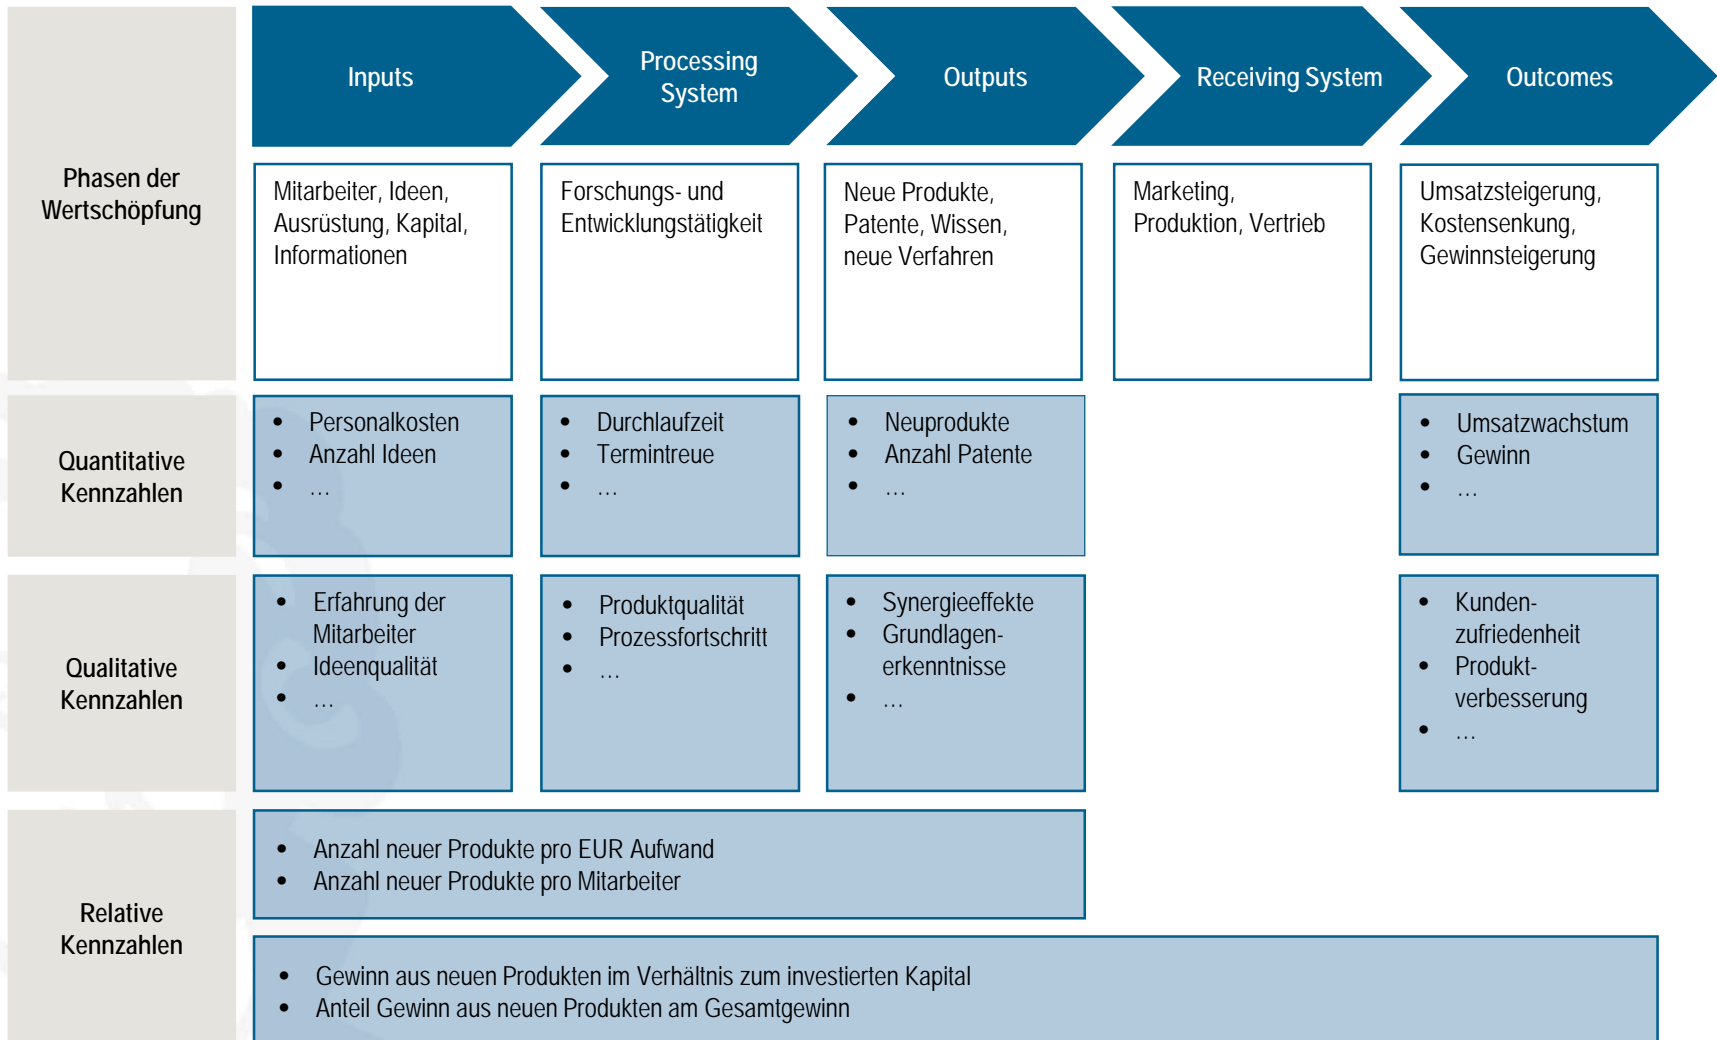 Inputs
Processing
System
Outputs
Receiving System
Outcomes
Phasen der
Wertschöpfung
Mitarbeiter, Ideen,
Ausrüstung, Kapital,
Informationen
Forschungs- und
Entwicklungstätigkeit
Neue Produkte,
Patente, Wissen,
neue Verfahren
Marketing,
Produktion, Vertrieb
Umsatzsteigerung,
Kostensenkung,
Gewinnsteigerung
Quantitative
Kennzahlen
• Personalkosten
• Anzahl Ideen
• …
• Durchlaufzeit
• Termintreue
• …
• Neuprodukte
• Anzahl Patente
• …
• Umsatzwachstum
• Gewinn
• …
Qualitative
Kennzahlen
• Erfahrung der
Mitarbeiter
• Ideenqualität
• …
• Produktqualität
• Prozessfortschritt
• …
• Synergieeffekte
• Grundlagen-
erkenntnisse
• …
• Kunden-
zufriedenheit
• Produkt-
verbesserung
• …
Relative
Kennzahlen
• Anzahl neuer Produkte pro EUR Aufwand
• Anzahl neuer Produkte pro Mitarbeiter
• Gewinn aus neuen Produkten im Verhältnis zum investierten Kapital
• Anteil Gewinn aus neuen Produkten am Gesamtgewinn